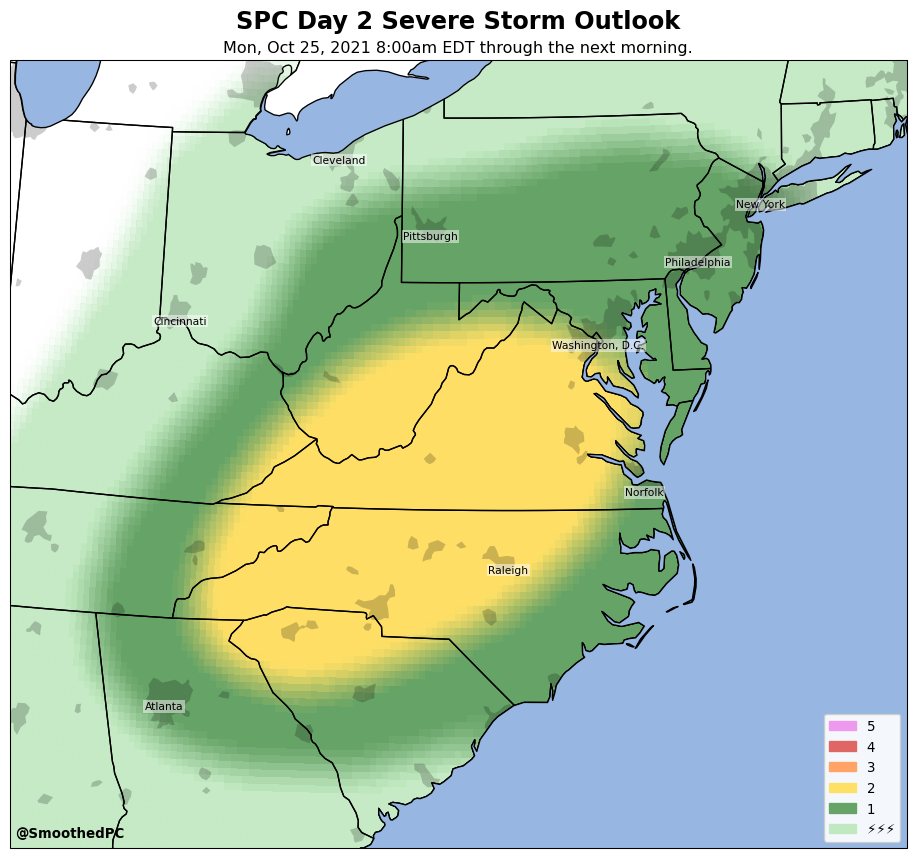 SPC Day 2 Severe Storm Outlook
Mon, Oct 25, 2021 8:00am EDT through the next morning.
Cleveland
New York
Pittsburgh
Philadelphia
Cincinnati
Washington, D.C.
Norfolk
Raleigh
Atlanta
5
4
3
2
1
⚡⚡⚡
@SmoothedPC